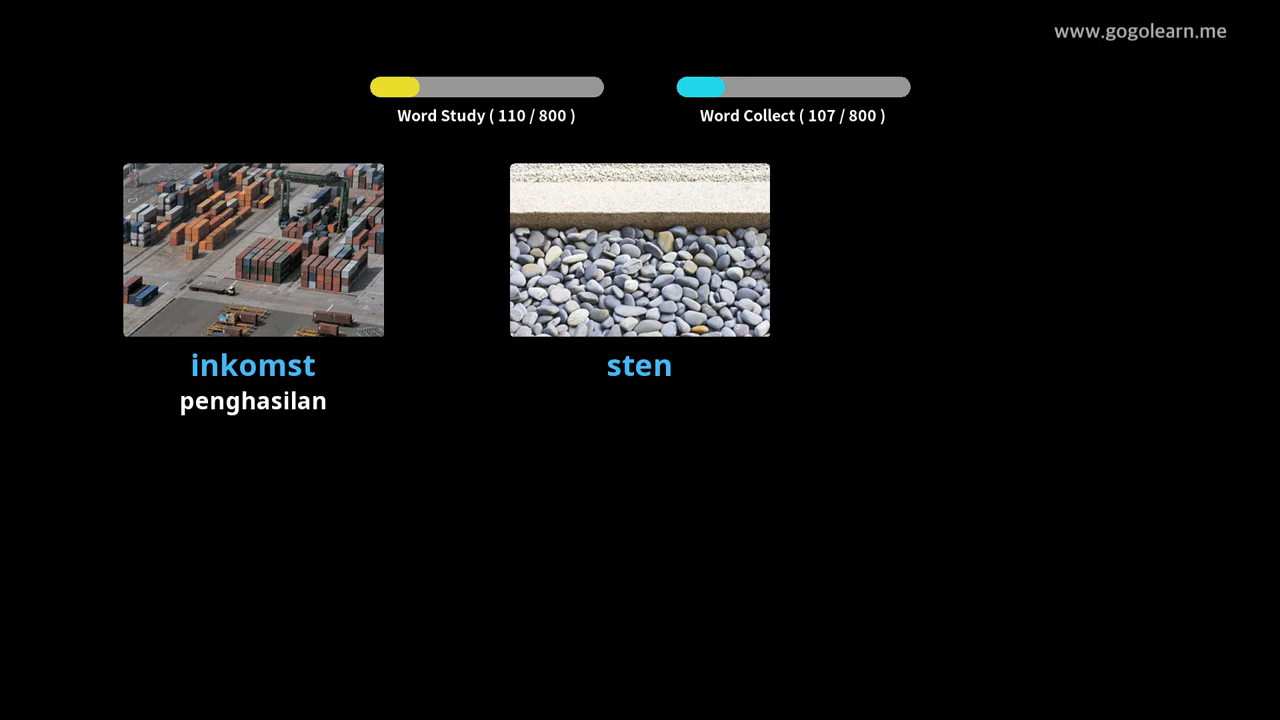 www.gogolearn.me
Word Study ( 110 / 800 )
Word Collect ( 107 / 800 )
inkomst
penghasilan
sten